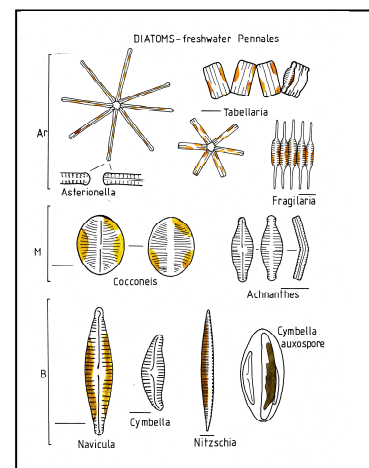 DIATOMS-freshwater Pennales
Ar
Tabellaria
Asterionella
Fragilaria
M
Cocconeis
Achnanthes
B
Cymbella
auxospore
Cymbella
Navicula
Nitzschia